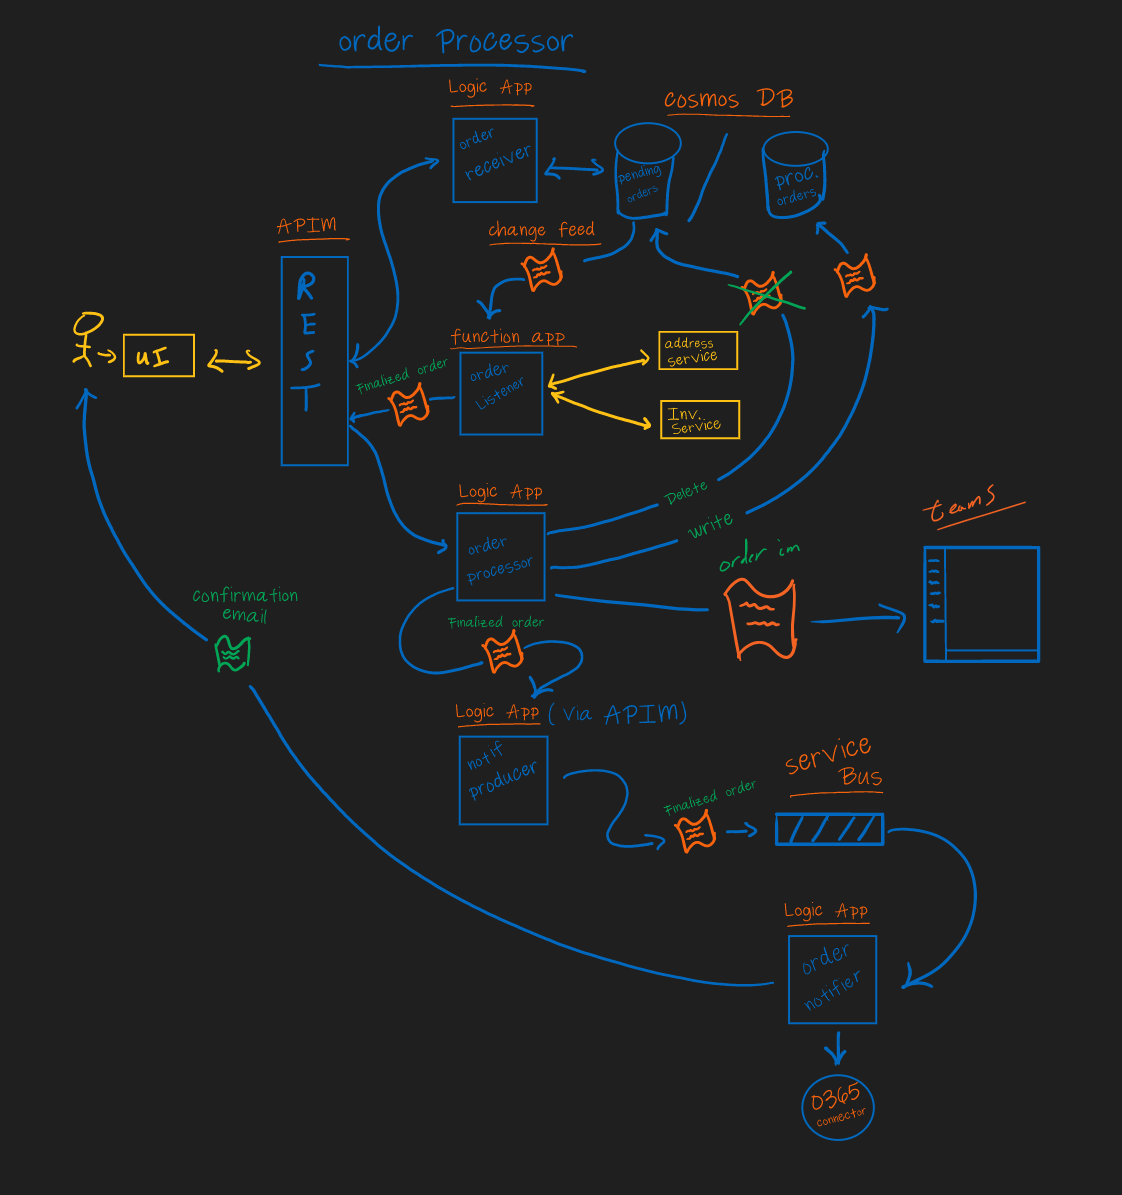 order Processor
Logic App
order
receiver
cosmos DB
pending
orders
proc.
orders
change feed
APIM
R
E
S
T
UI
function app
order
Listener
Finalized order
address
service
Inv.
Service
Logic App
order
processor
Delete
write
order im
teams
confirmation
email
Finalized order
Logic App (via APIM)
notif
producer
Finalized order
service
Bus
Logic App
order
notifier
O365
connector